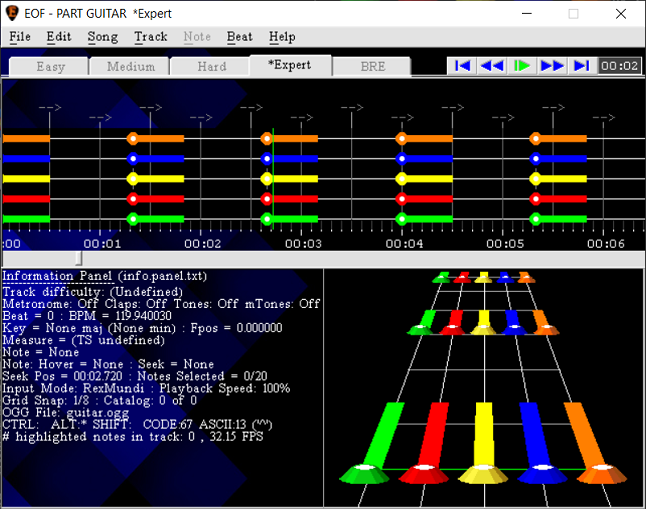 EOF - PART GUITAR *Expert
File Edit Song Track Note Beat Help
Easy Medium Hard *Expert BRE 00:02
--> --> --> --> --> --> --> --> --> --> --> -->
:00 00:01 00:02 00:03 00:04 00:05 00:06
Information Panel (info.panel.txt)
----------------------------
Track difficulty: (Undefined)
Metronome: Off Claps: Off Tones: Off mTones: Off
Beat = 0 : BPM = 119.940030
Key = None maj (None min) : Fpos = 0.000000
Measure = (TS undefined)
Note = None
Note: Hover = None : Seek = None
Seek Pos = 00:02.720 : Notes Selected = 0/20
Input Mode: RexMundi : Playback Speed: 100%
Grid Snap: 1/8 : Catalog: 0 of 0
OGG File: guitar.ogg
CTRL: ALT:* SHIFT: CODE:67 ASCII:13 (^^)
# highlighted notes in track: 0 , 32.15 FPS